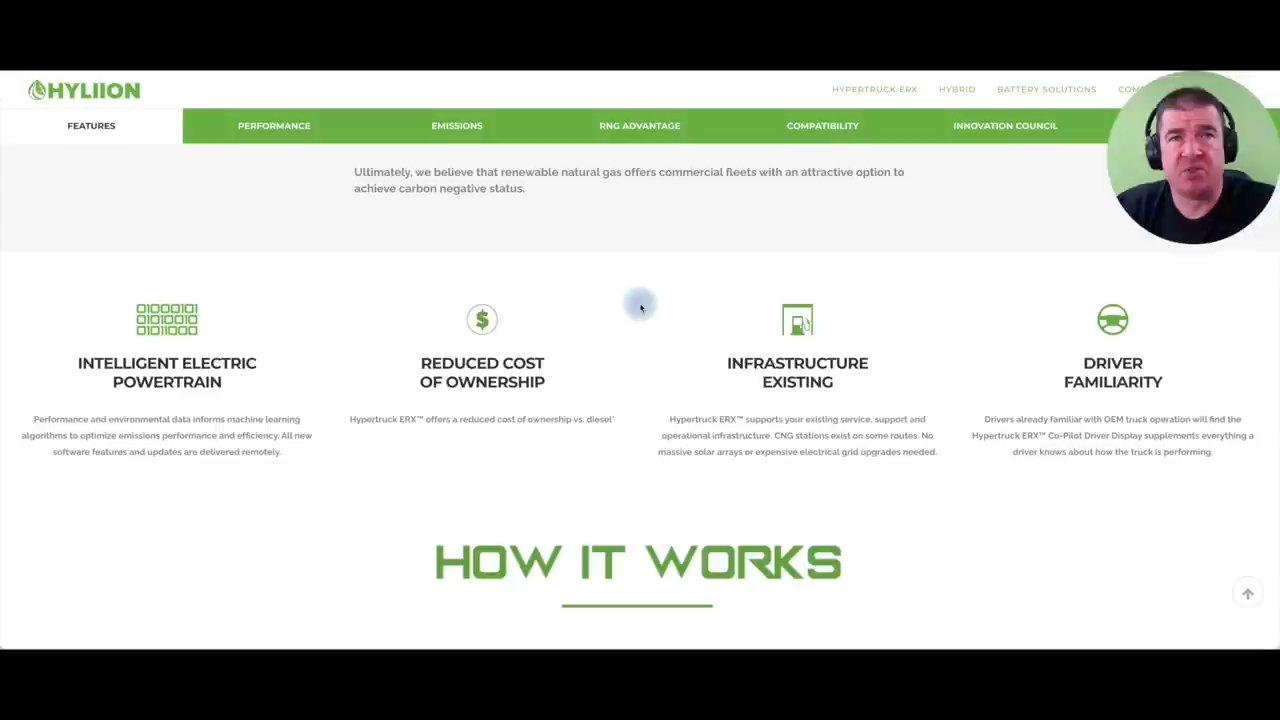 HYLIION
HYPERTRUCK ERX HYBRID BATTERY SOLUTIONS
FEATURES PERFORMANCE EMISSIONS RNG ADVANTAGE COMPATIBILITY INNOVATION COUNCIL
Ultimately, we believe that renewable natural gas offers commercial fleets with an attractive option to
achieve carbon negative status.
INTELLIGENT ELECTRIC
POWERTRAIN
Performance and environmental data informs machine learning
algorithms to optimize emissions performance and efficiency. All new
software features and updates are delivered remotely.
REDUCED COST
OF OWNERSHIP
Hypertruck ERX™ offers a reduced cost of ownership vs. diesel*
INFRASTRUCTURE
EXISTING
Hypertruck ERX™ supports your existing service, support and
operational infrastructure. CNG stations exist on some routes. No
massive solar arrays or expensive electrical grid upgrades needed.
DRIVER
FAMILIARITY
Drivers already familiar with OEM truck operation will find the
Hypertruck ERX™ Co-Pilot Driver Display supplements everything a
driver knows about how the truck is performing.
HOW IT WORKS